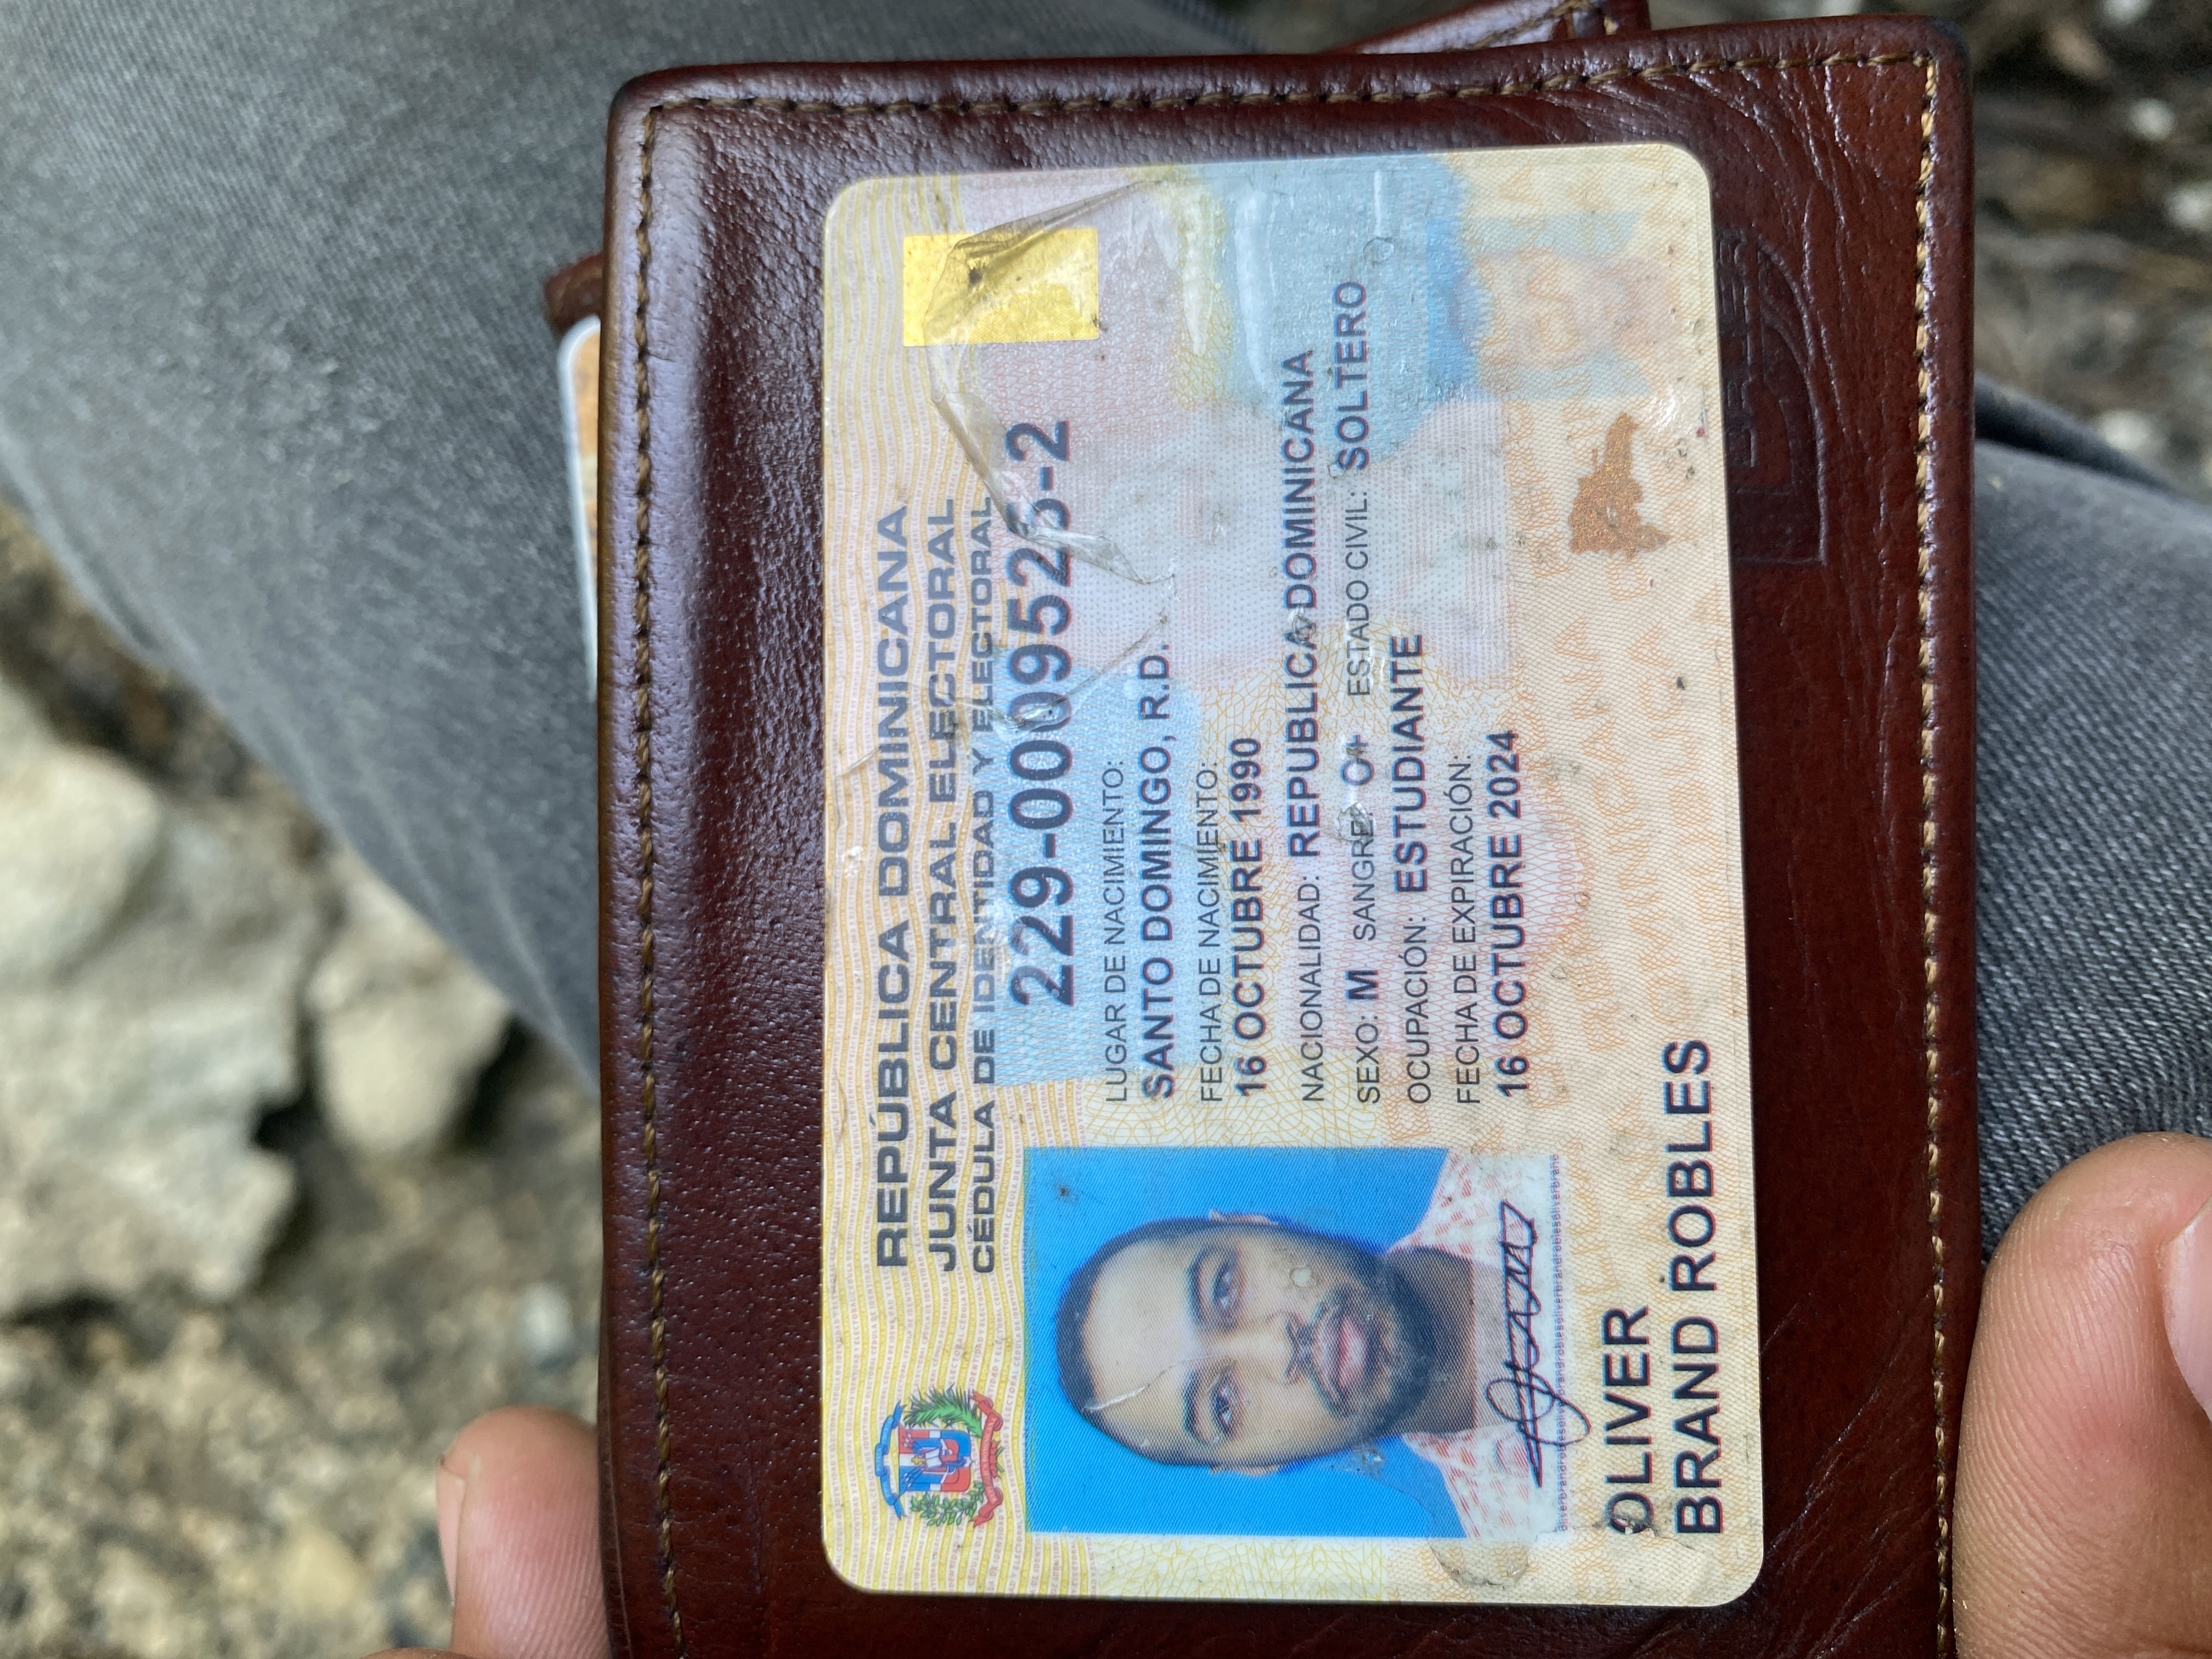 REPÚBLICA DOMINICANA
JUNTA CENTRAL ELECTORAL
CÉDULA DE IDENTIDAD Y ELECTORAL
229-0009525-2
LUGAR DE NACIMIENTO:
SANTO DOMINGO, R.D.
FECHA DE NACIMIENTO:
16 OCTUBRE 1990
NACIONALIDAD: REPUBLICA DOMINICANA
SEXO: M SANGRE: O+ ESTADO CIVIL: SOLTERO
OCUPACIÓN: ESTUDIANTE
FECHA DE EXPIRACIÓN:
16 OCTUBRE 2024
oliverbrandroblesoliverbrandroblesoliverbrand
OLIVER
BRAND ROBLES